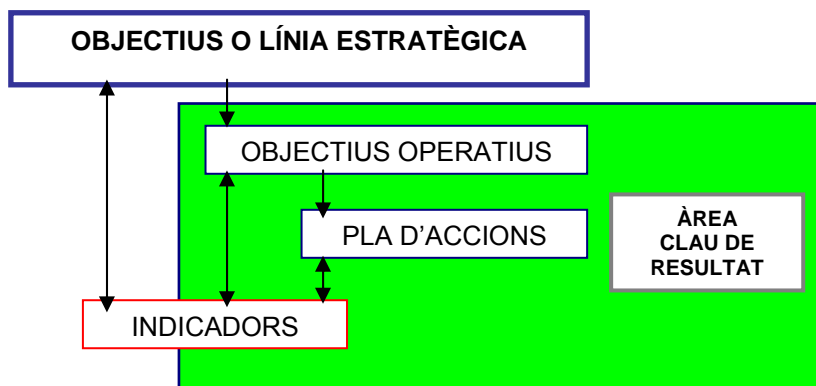 OBJECTIUS O LÍNIA ESTRATÈGICA
OBJECTIUS OPERATIUS
PLA D'ACCIONS
ÀREA
CLAU DE
RESULTAT
INDICADORS